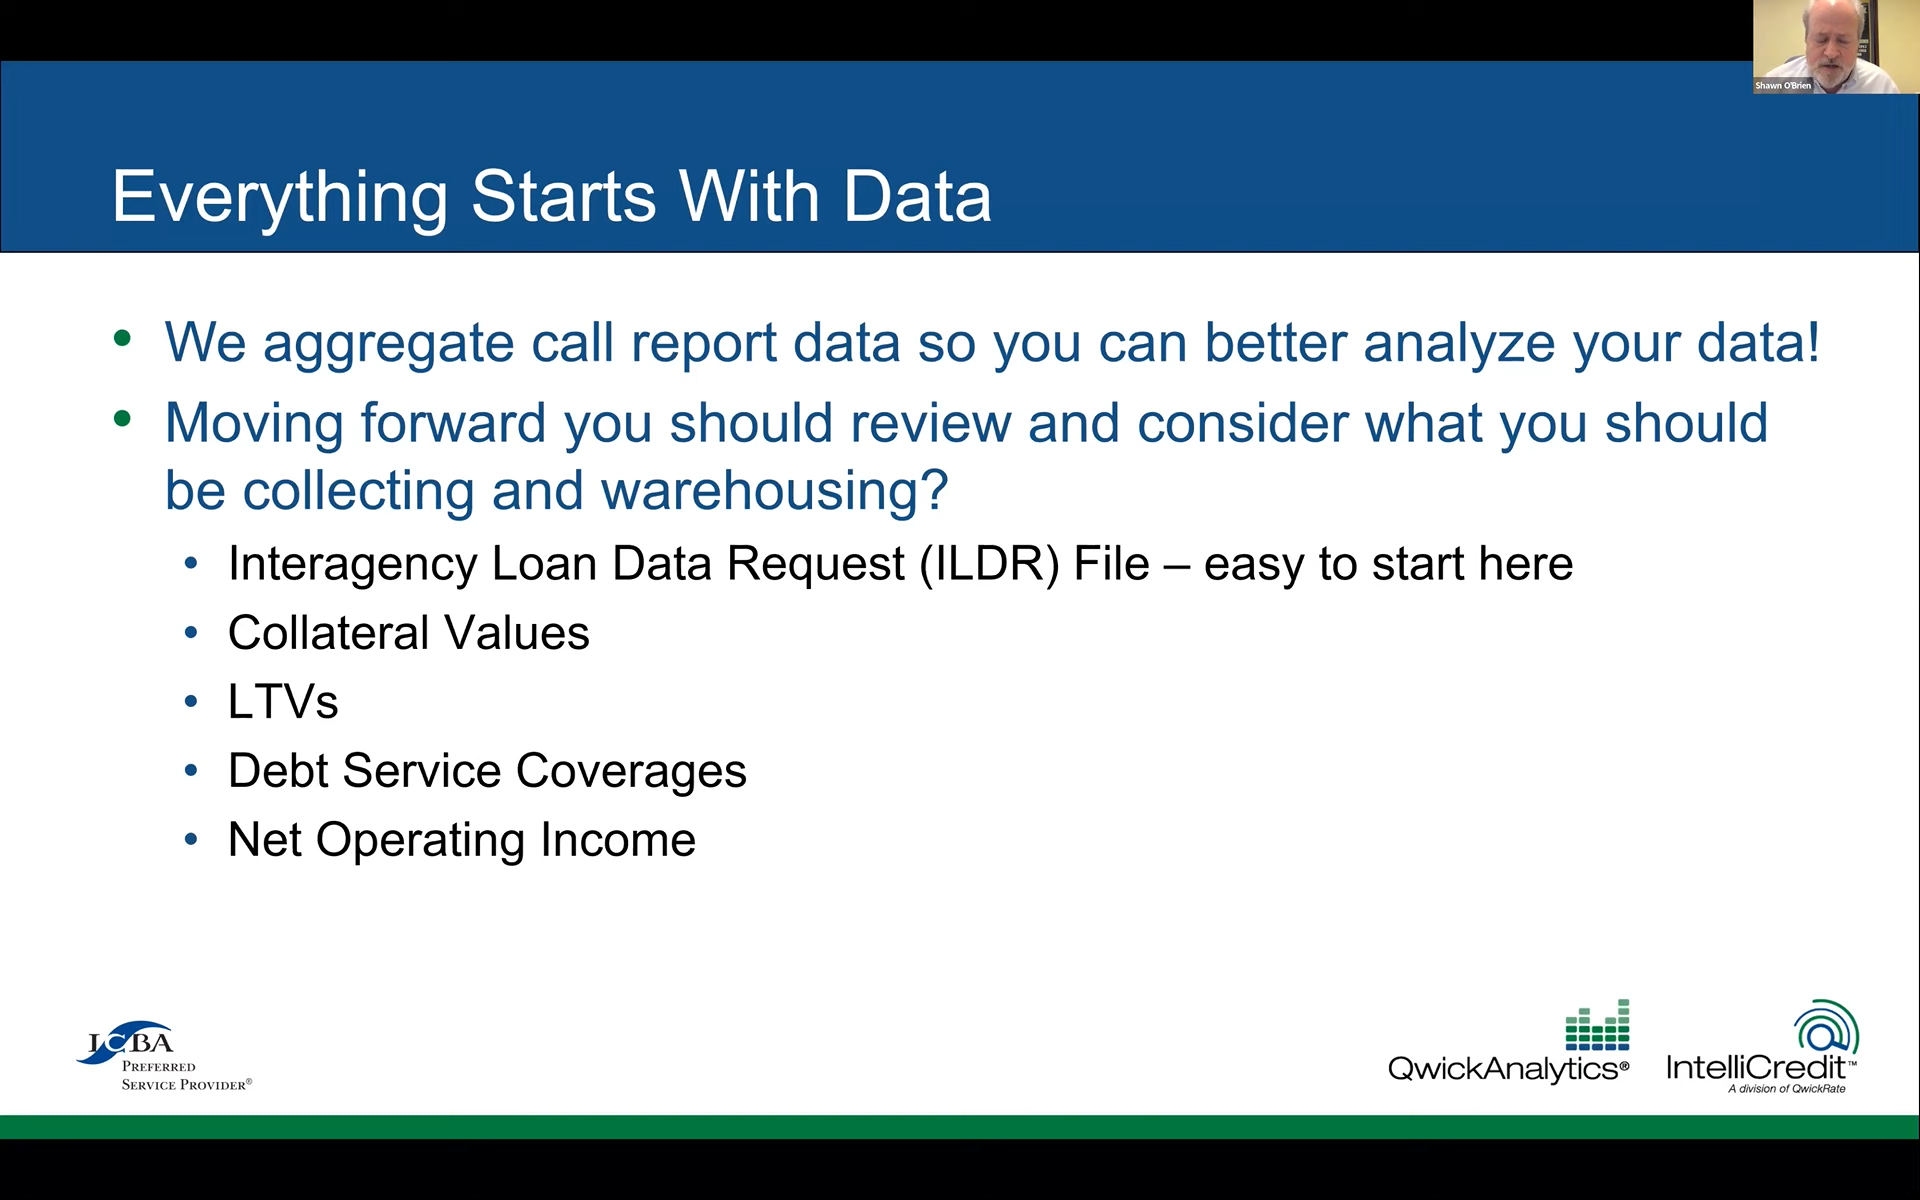 Shawn O'Brien
Everything Starts With Data
• We aggregate call report data so you can better analyze your data!
• Moving forward you should review and consider what you should
be collecting and warehousing?
• Interagency Loan Data Request (ILDR) File – easy to start here
• Collateral Values
• LTVs
• Debt Service Coverages
• Net Operating Income
ICBA
PREFERRED
SERVICE PROVIDER®
QwickAnalytics®
IntelliCredit™
A division of QwickRate